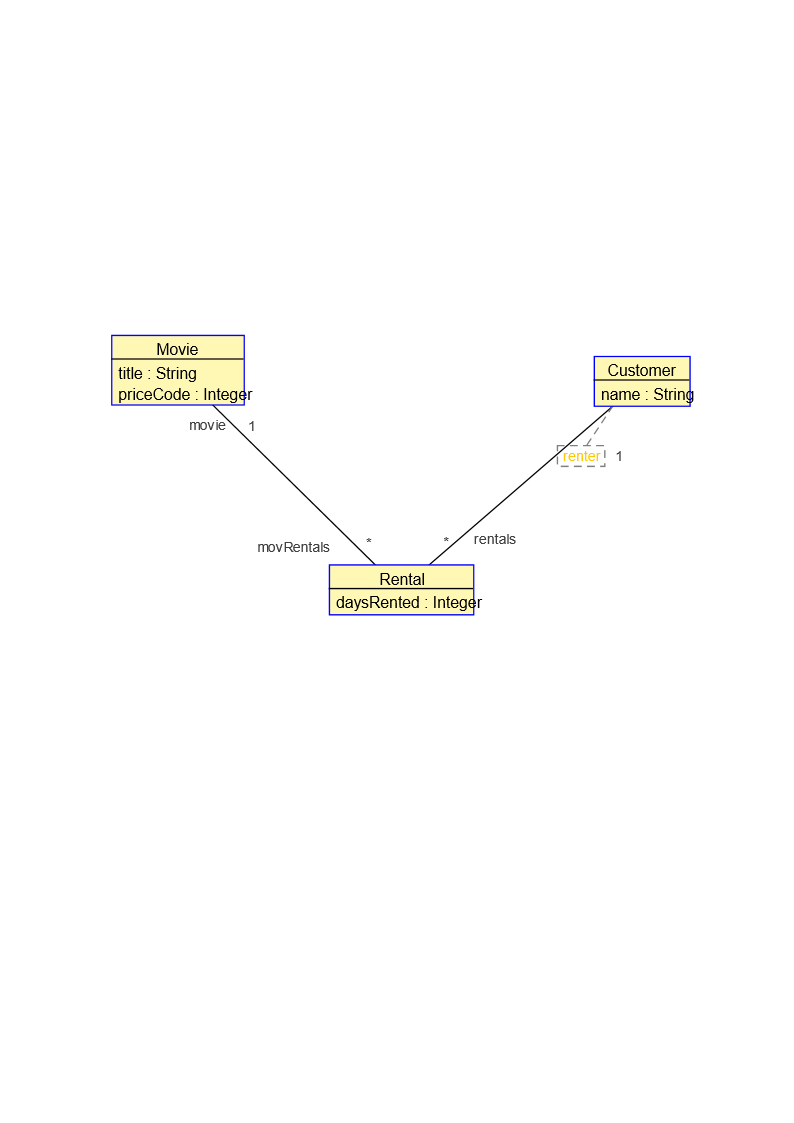 Movie
title : String
priceCode : Integer
Customer
name : String
movie
1
renter
1
movRentals
*
*
rentals
Rental
daysRented : Integer